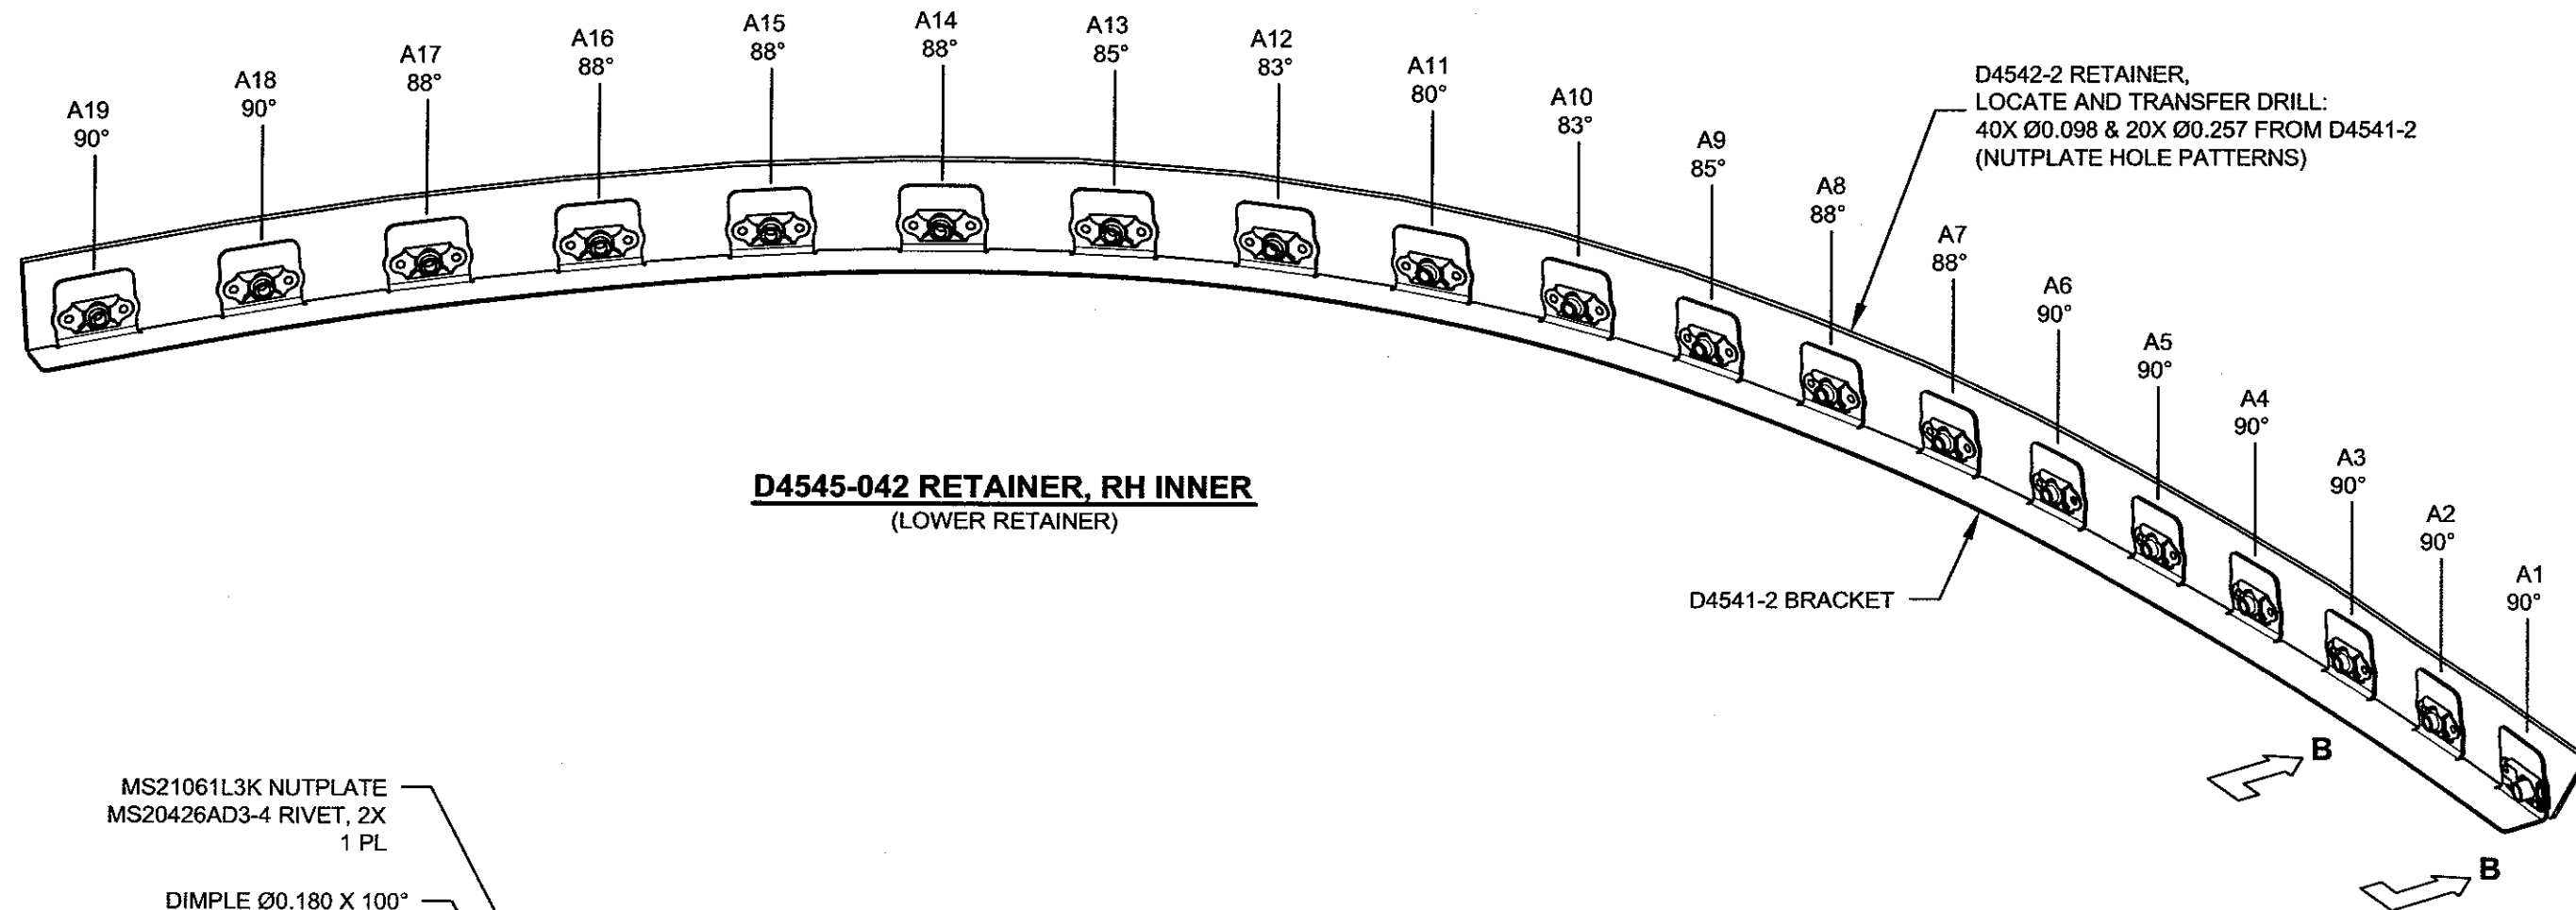 A19
90°
A18
90°
A17
88°
A16
88°
A15
88°
A14
88°
A13
85°
A12
83°
A11
80°
A10
83°
A9
85°
A8
88°
A7
88°
A6
90°
A5
90°
A4
90°
A3
90°
A2
90°
A1
90°
D4542-2 RETAINER,
LOCATE AND TRANSFER DRILL:
40X Ø0.098 & 20X Ø0.257 FROM D4541-2
(NUTPLATE HOLE PATTERNS)
D4545-042 RETAINER, RH INNER
(LOWER RETAINER)
D4541-2 BRACKET
B
B
MS21061L3K NUTPLATE
MS20426AD3-4 RIVET, 2X
1 PL
DIMPLE Ø0.180 X 100°